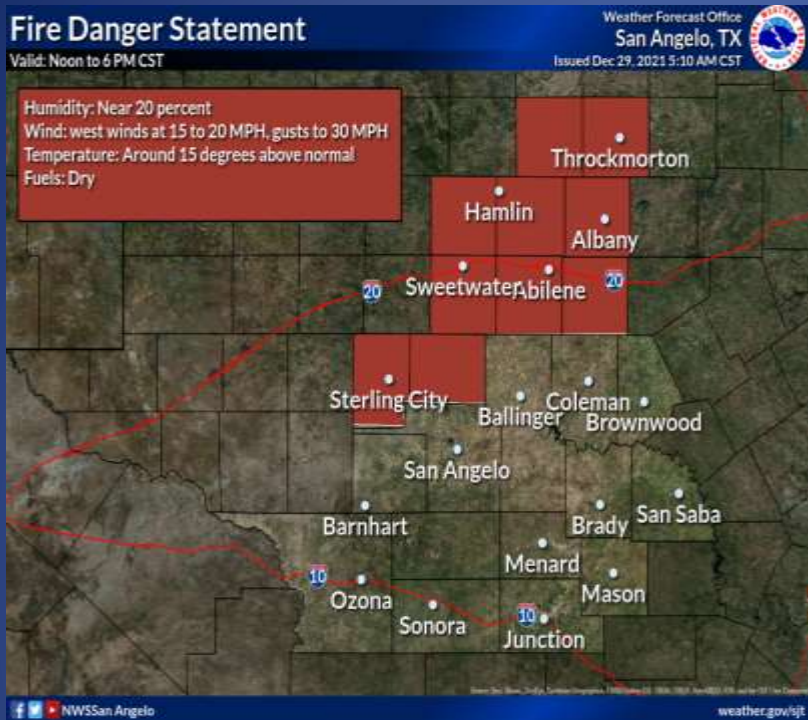 Fire Danger Statement
Weather Forecast Office
San Angelo, TX
Valid: Noon to 6 PM CST
Issued Dec 29, 2021 5:10 AM CST
Humidity: Near 20 percent
Wind: west winds at 15 to 20 MPH, gusts to 30 MPH
Temperature: Around 15 degrees above normal
Fuels: Dry
Throckmorton
Hamlin
Albany
20
Sweetwater
Abilene
20
Sterling City
Ballinger
Coleman
Brownwood
San Angelo
Barnhart
Brady
San Saba
Menard
10
Ozona
Mason
Sonora
10
Junction
NWSSan Angelo
weather.gov/sjt